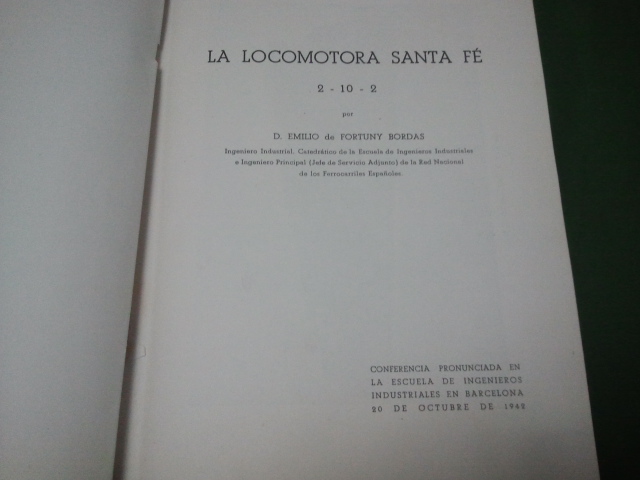 LA LOCOMOTORA SANTA FÉ
2 - 10 - 2
por
D. EMILIO de FORTUNY BORDAS
Ingeniero Industrial. Catedrático de la Escuela de Ingenieros Industriales
e Ingeniero Principal (Jefe de Servicio Adjunto) de la Red Nacional
de los Ferrocarriles Españoles.
CONFERENCIA PRONUNCIADA EN
LA ESCUELA DE INGENIEROS
INDUSTRIALES EN BARCELONA
20 DE OCTUBRE DE 1942